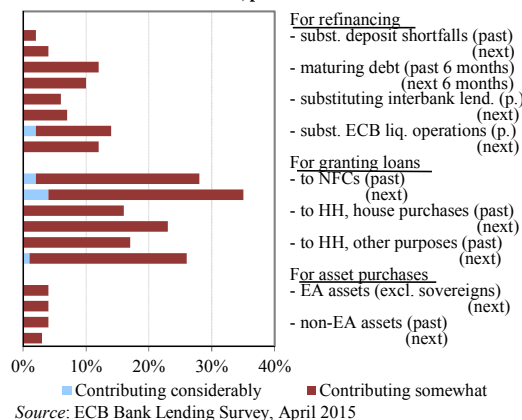 For refinancing
- subst. deposit shortfalls (past)
(next)
- maturing debt (past 6 months)
(next 6 months)
- substituting interbank lend. (p.)
(next)
- subst. ECB liq. operations (p.)
(next)
For granting loans
- to NFCs (past)
(next)
- to HH, house purchases (past)
(next)
- to HH, other purposes (past)
(next)
For asset purchases
- EA assets (excl. sovereigns)
(next)
- non-EA assets (past)
(next)
0% 10% 20% 30% 40%
Contributing considerably Contributing somewhat
Source: ECB Bank Lending Survey, April 2015